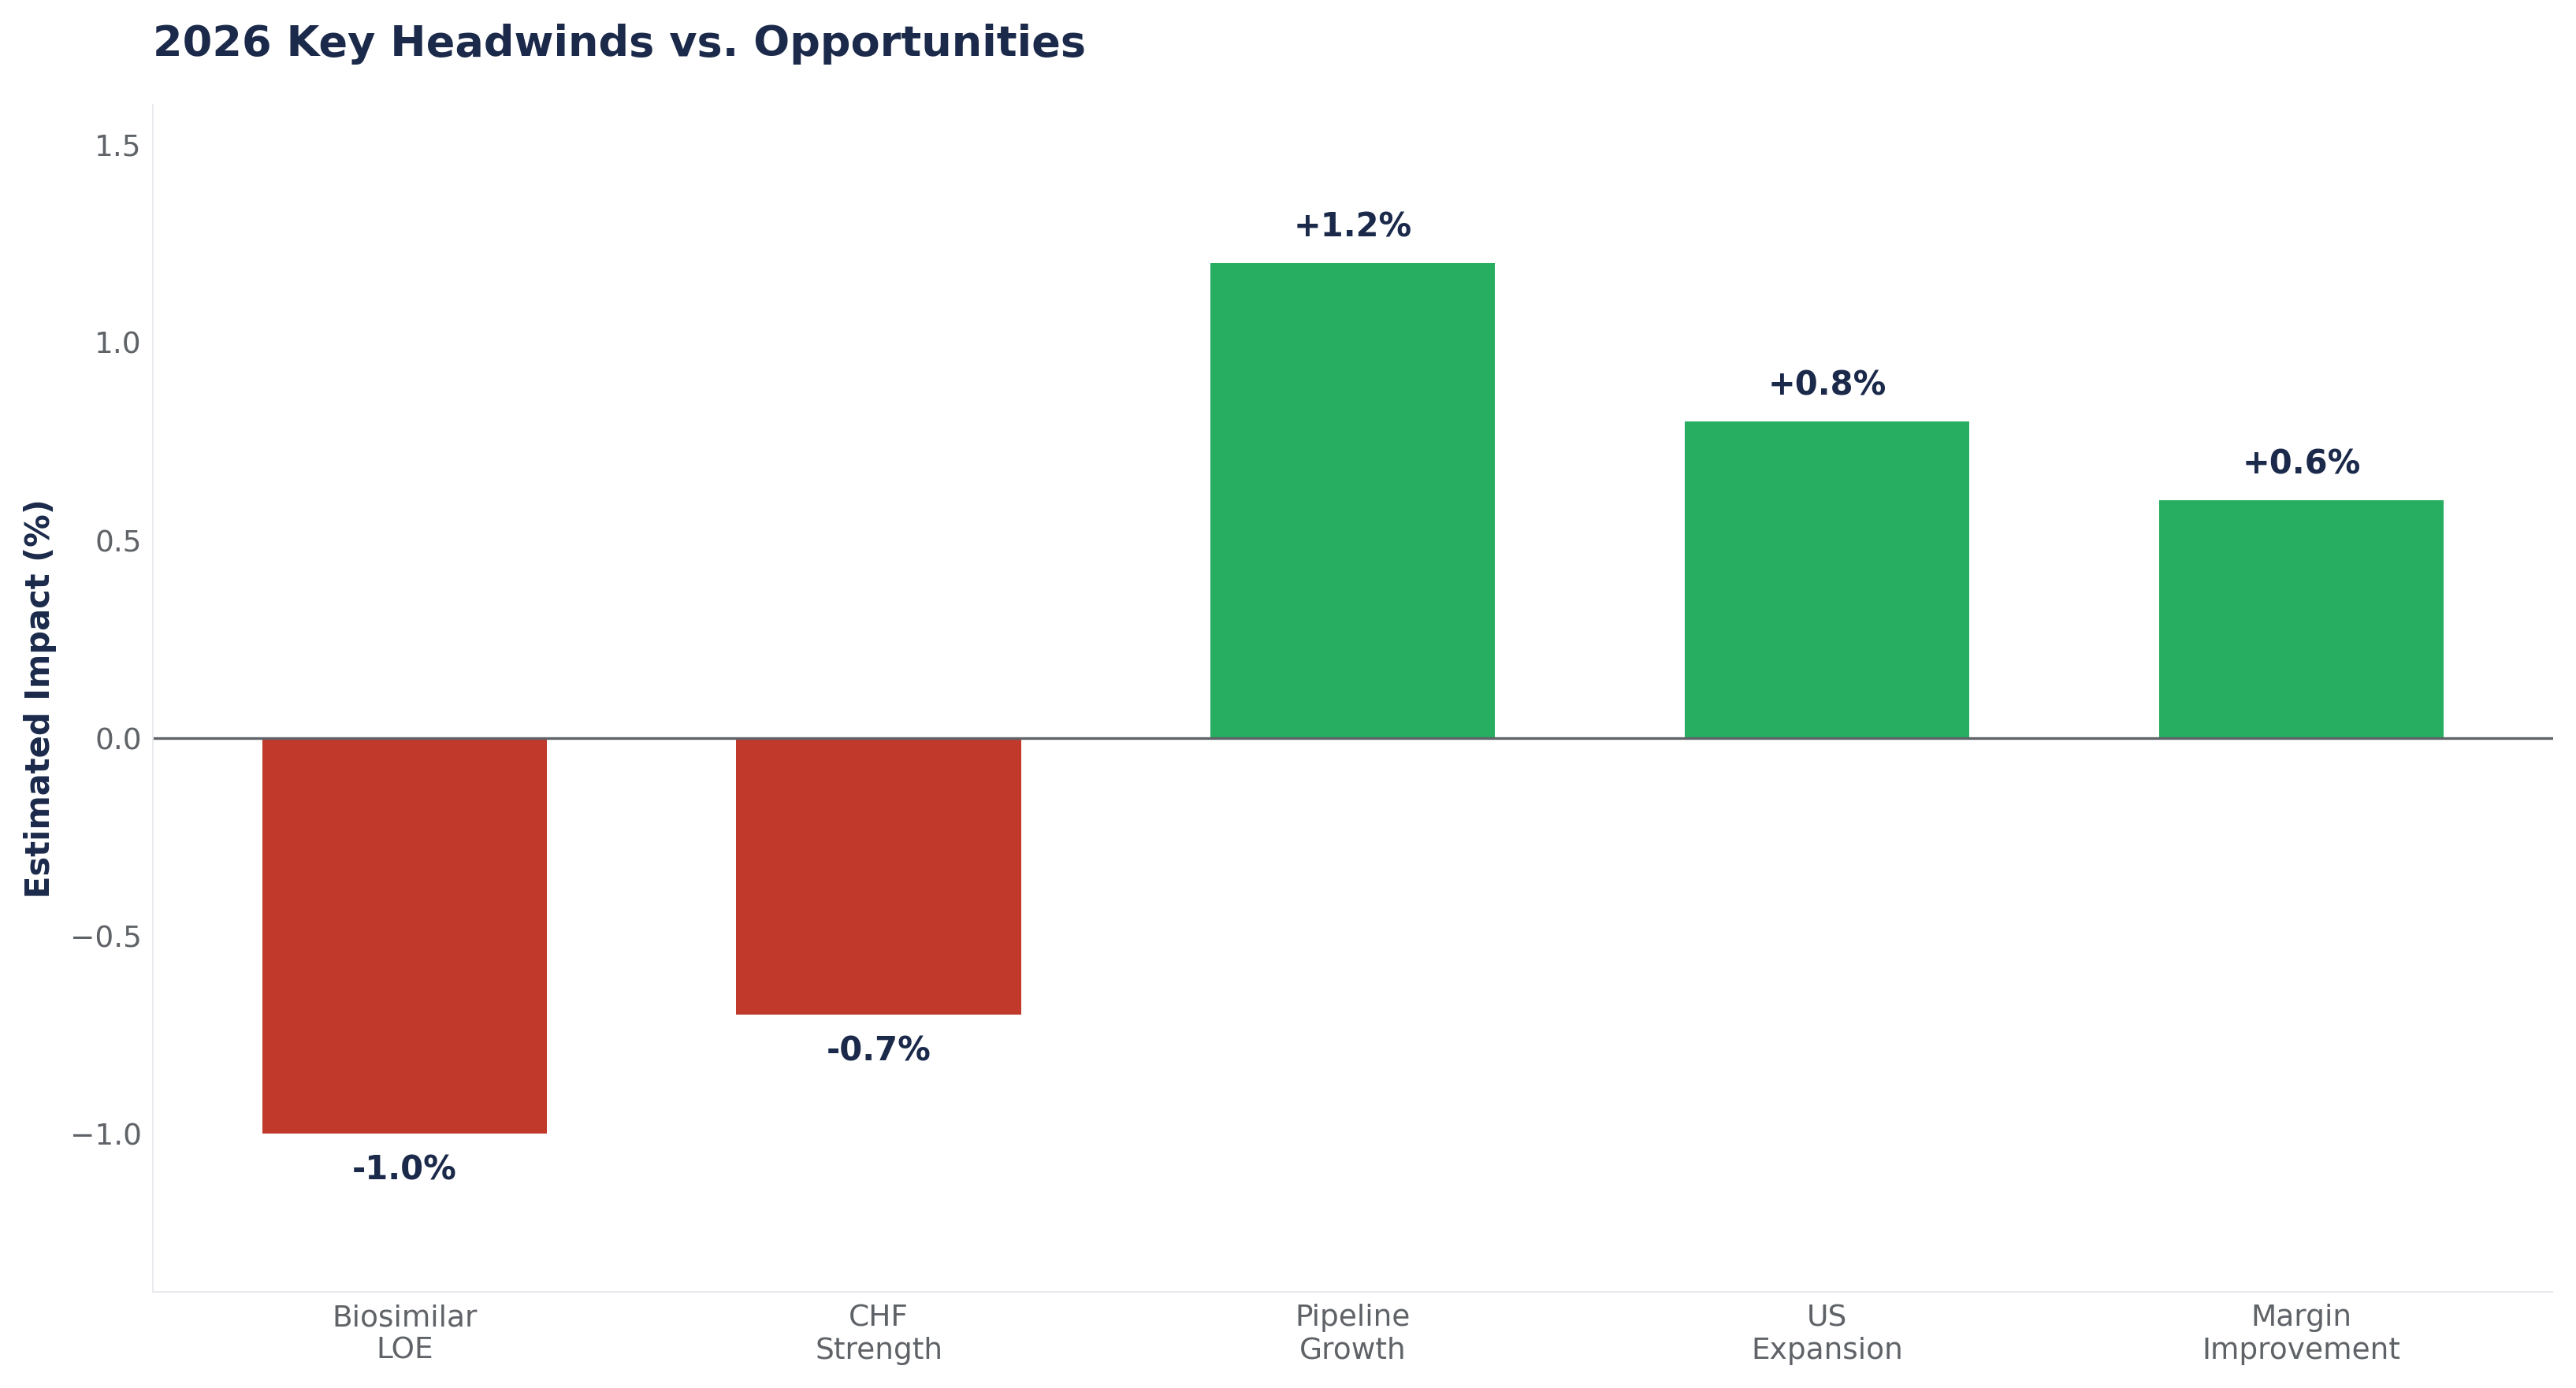 2026 Key Headwinds vs. Opportunities
Estimated Impact (%)
1.5
1.0
0.5
0.0
−0.5
−1.0
-1.0%
-0.7%
+1.2%
+0.8%
+0.6%
Biosimilar
LOE
CHF
Strength
Pipeline
Growth
US
Expansion
Margin
Improvement